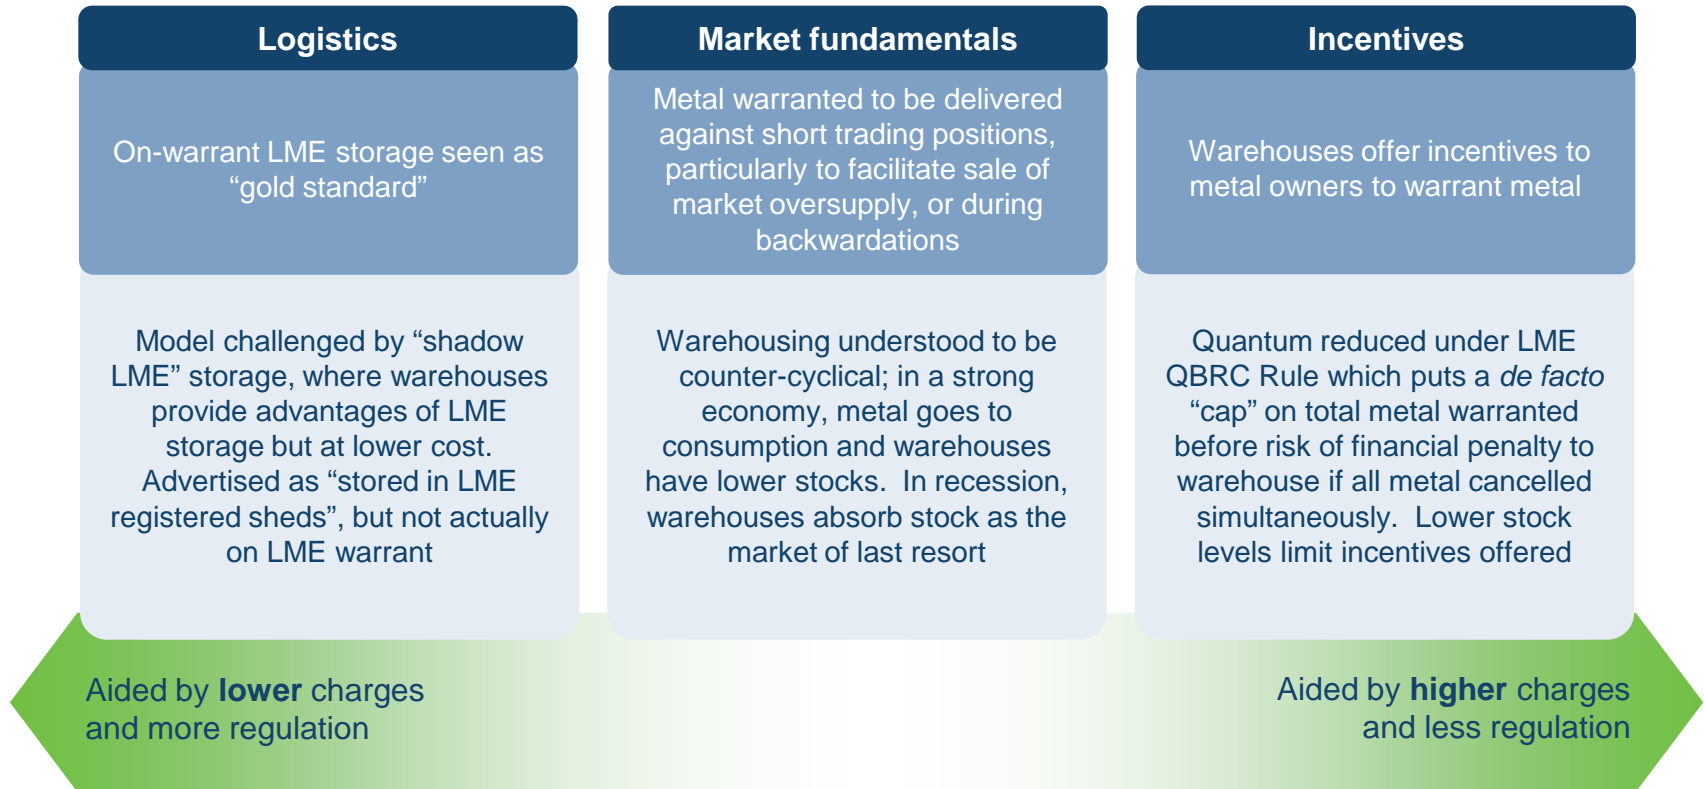 Logistics
On-warrant LME storage seen as
“gold standard”
Model challenged by “shadow
LME” storage, where warehouses
provide advantages of LME
storage but at lower cost.
Advertised as “stored in LME
registered sheds”, but not actually
on LME warrant
Market fundamentals
Metal warranted to be delivered
against short trading positions,
particularly to facilitate sale of
market oversupply, or during
backwardations
Warehousing understood to be
counter-cyclical; in a strong
economy, metal goes to
consumption and warehouses
have lower stocks.  In recession,
warehouses absorb stock as the
market of last resort
Incentives
Warehouses offer incentives to
metal owners to warrant metal
Quantum reduced under LME
QBRC Rule which puts a de facto
“cap” on total metal warranted
before risk of financial penalty to
warehouse if all metal cancelled
simultaneously.  Lower stock
levels limit incentives offered
Aided by lower charges
and more regulation
Aided by higher charges
and less regulation